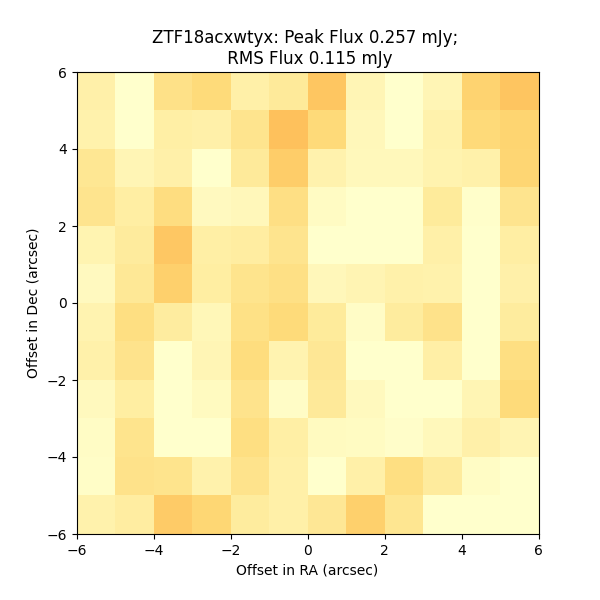 ZTF18acxwtyx: Peak Flux 0.257 mJy;
RMS Flux 0.115 mJy
6
4
2
0
−2
−4
−6
Offset in Dec (arcsec)
−6 −4 −2 0 2 4 6
Offset in RA (arcsec)